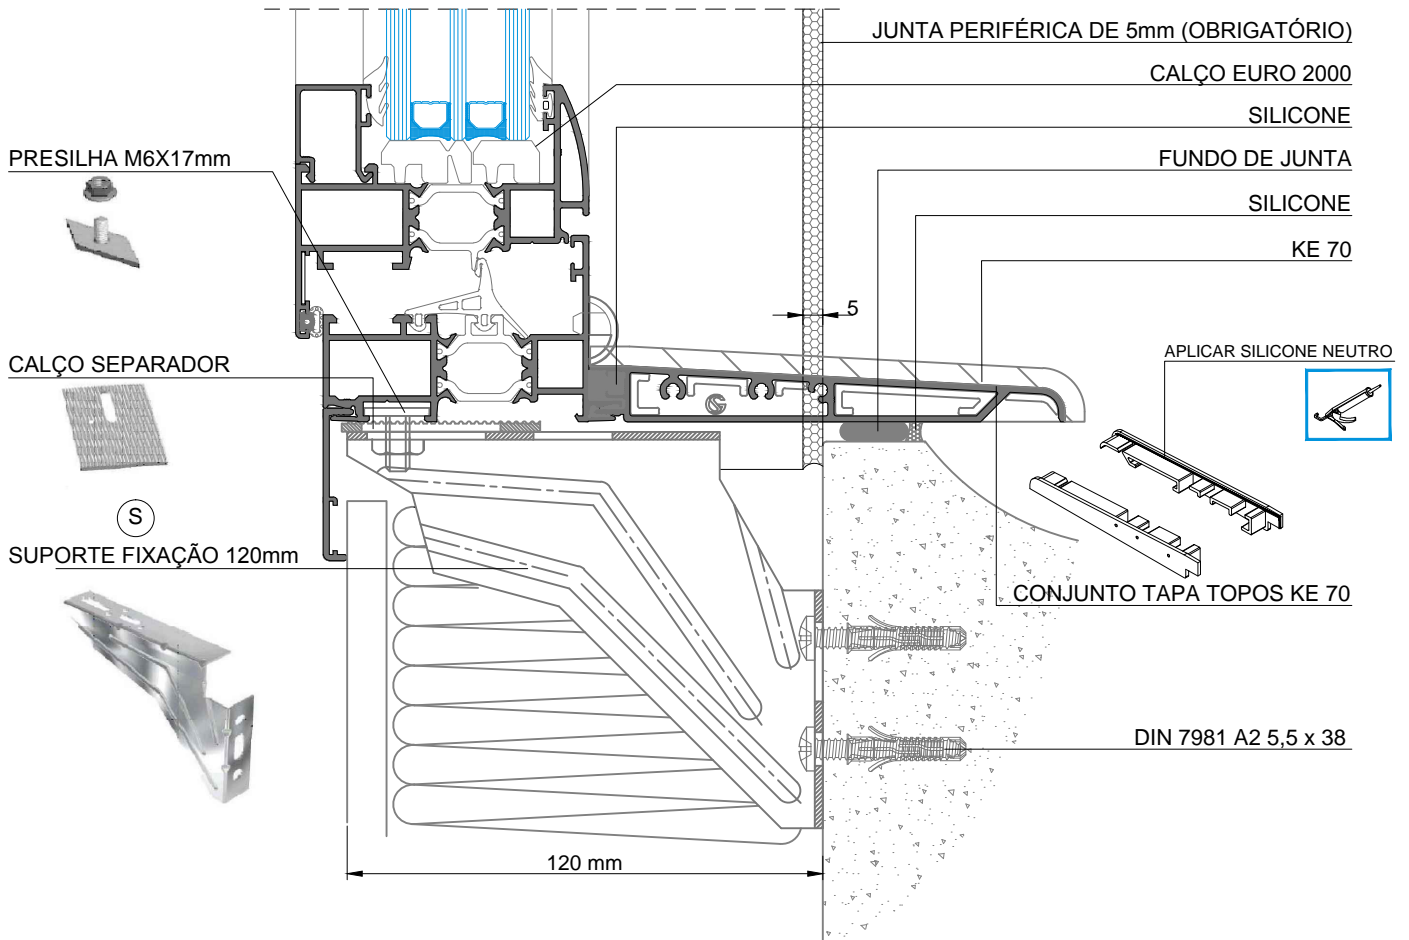 JUNTA PERIFÉRICA DE 5mm (OBRIGATÓRIO)
CALÇO EURO 2000
SILICONE
PRESILHA M6X17mm
FUNDO DE JUNTA
SILICONE
KE 70
5
CALÇO SEPARADOR
APLICAR SILICONE NEUTRO
S
SUPORTE FIXAÇÃO 120mm
CONJUNTO TAPA TOPOS KE 70
DIN 7981 A2 5,5 x 38
120 mm